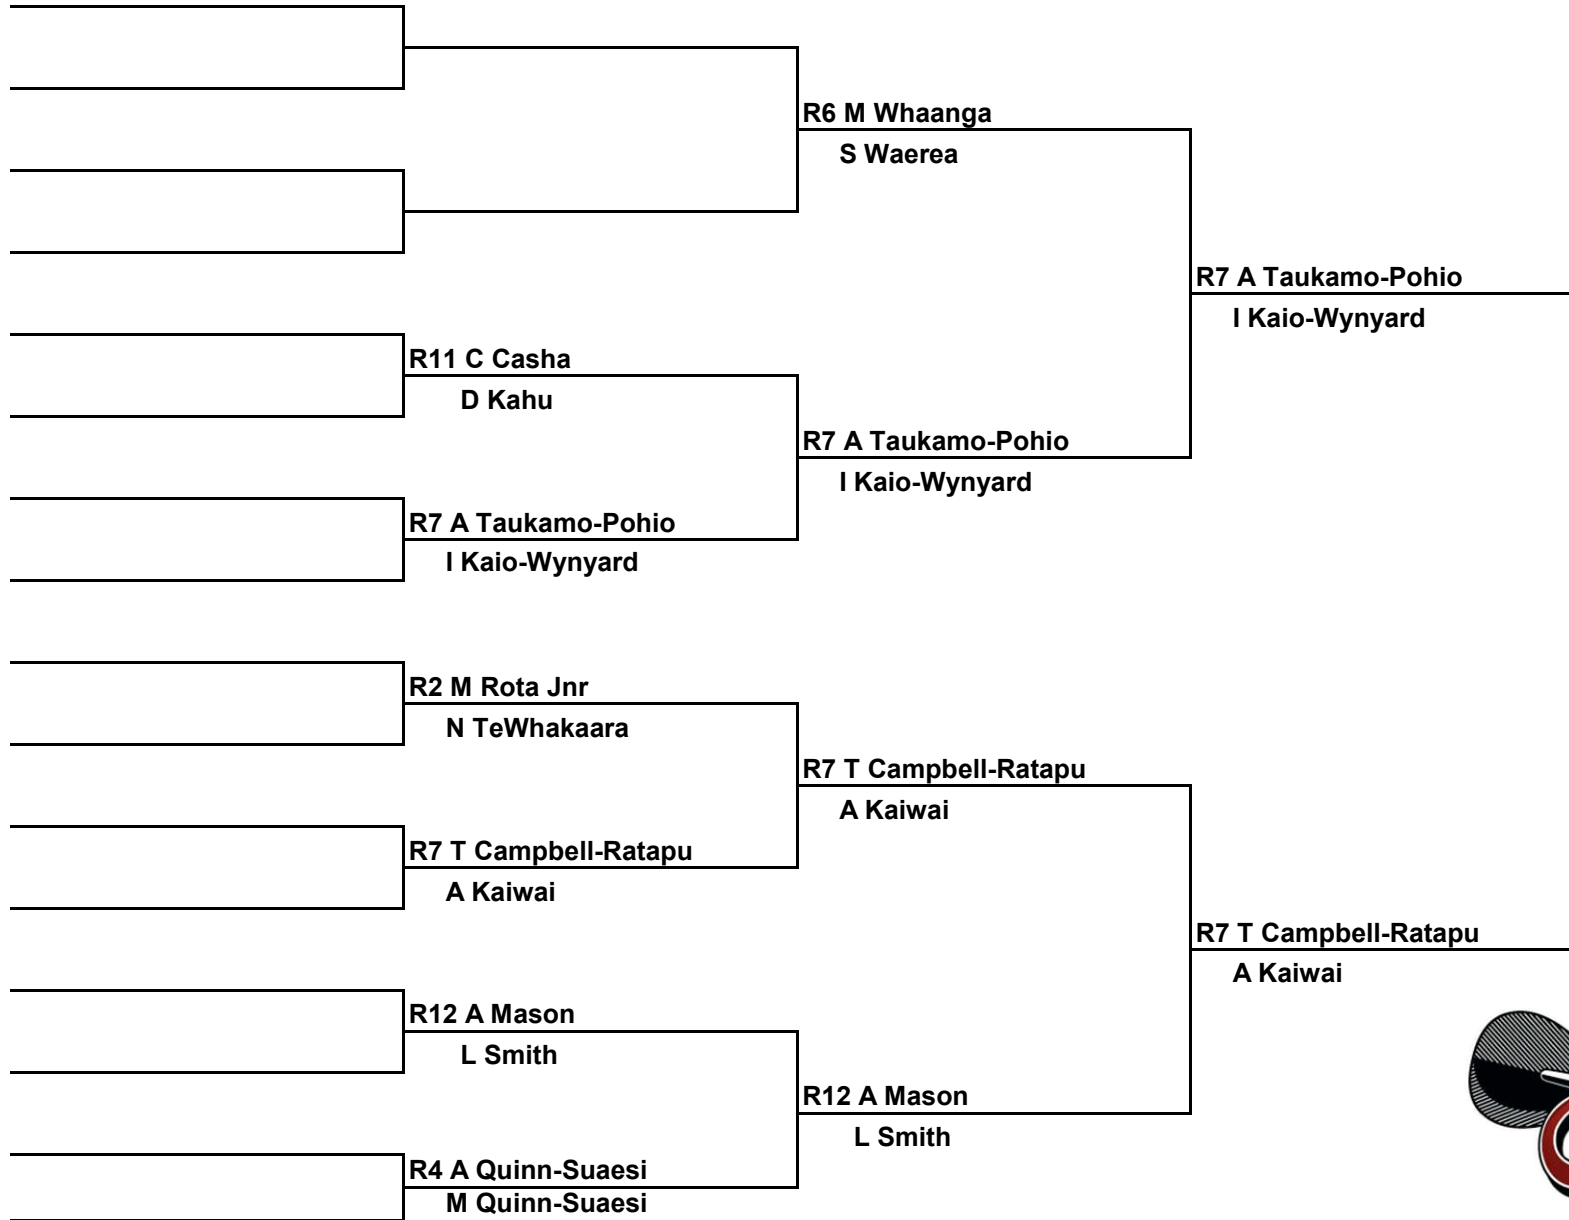 R6 M Whaanga
S Waerea
R7 A Taukamo-Pohio
I Kaio-Wynyard
R11 C Casha
D Kahu
R7 A Taukamo-Pohio
I Kaio-Wynyard
R7 A Taukamo-Pohio
I Kaio-Wynyard
R2 M Rota Jnr
N TeWhakaara
R7 T Campbell-Ratapu
A Kaiwai
R7 T Campbell-Ratapu
A Kaiwai
R7 T Campbell-Ratapu
A Kaiwai
R12 A Mason
L Smith
R12 A Mason
L Smith
R4 A Quinn-Suaesi
M Quinn-Suaesi